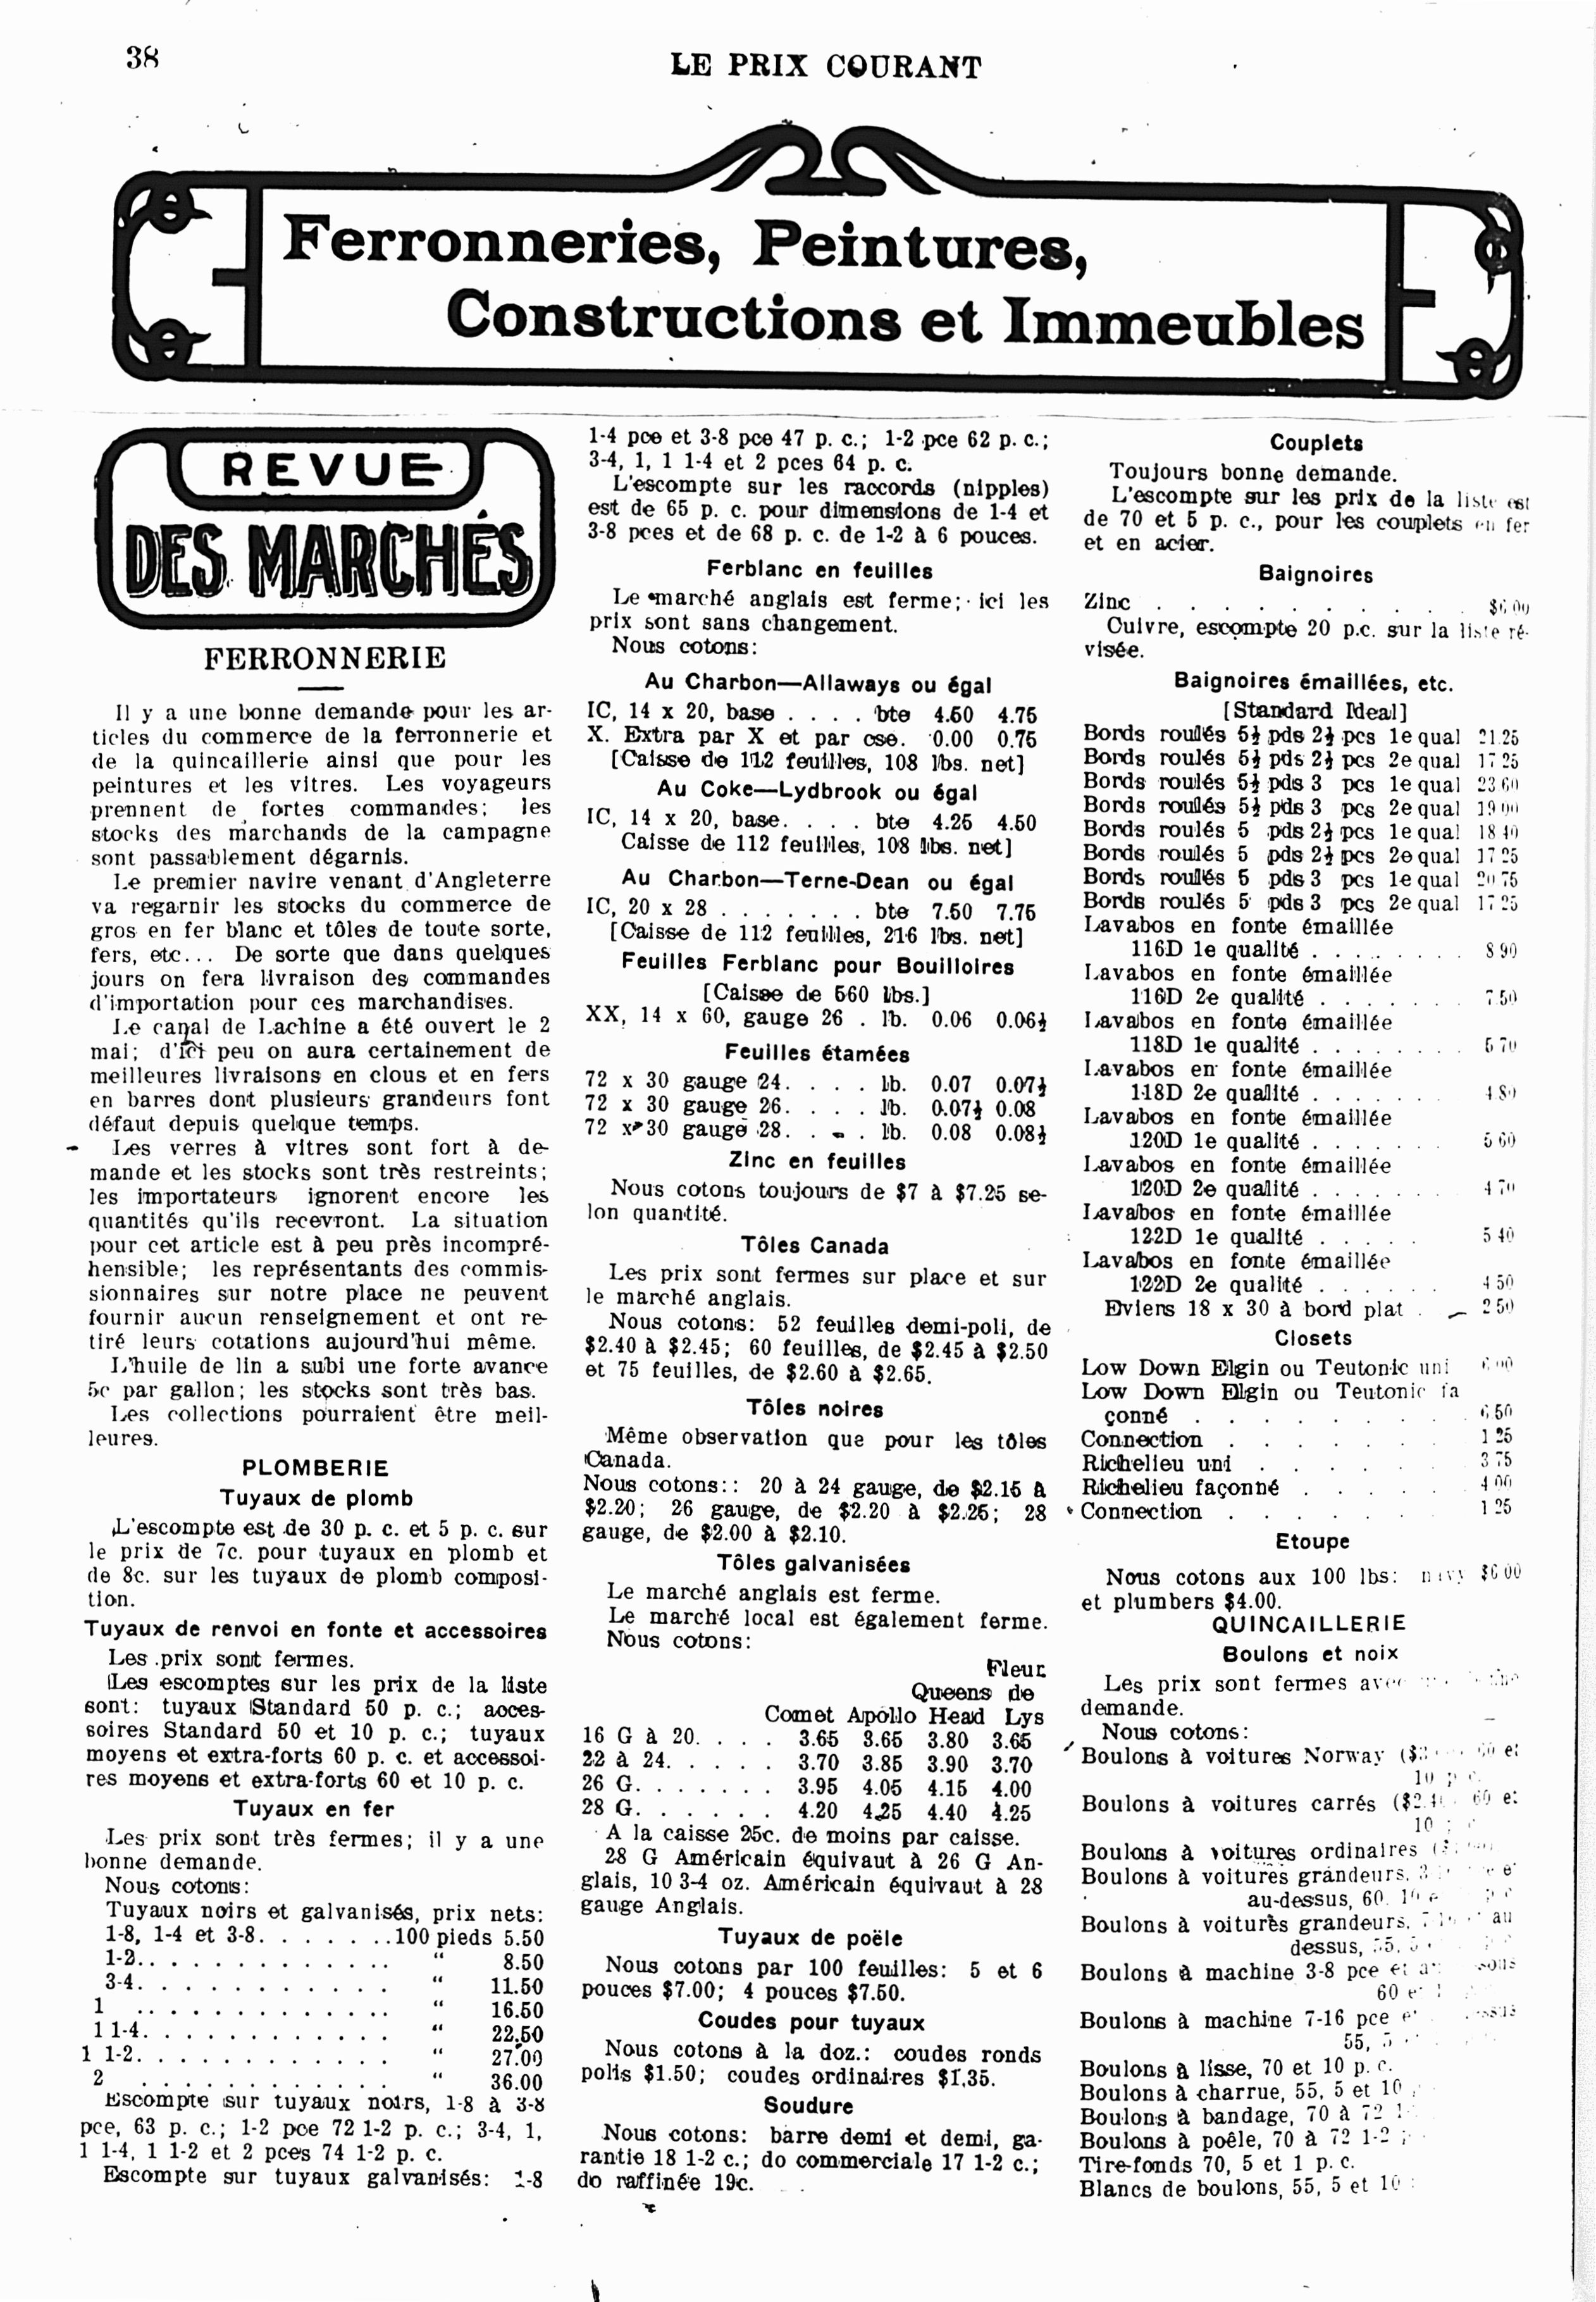 38
LE PRIX COURANT
Ferronneries, Peintures,
Constructions et Immeubles
REVUE
DES MARCHÉS
FERRONNERIE
Il y a une bonne demande pour les ar-
ticles du commerce de la ferronnerie et
de la quincaillerie ainsi que pour les
peintures et les vitres. Les voyageurs
prennent de fortes commandes; les
stocks des marchands de la campagne
sont passablement dégarnis.
Le premier navire venant d'Angleterre
va regarnir les stocks du commerce de
gros en fer blanc et tôles de toute sorte,
fers, etc... De sorte que dans quelques
jours on fera livraison des commandes
d'importation pour ces marchandises.
Le canal de Lachine a été ouvert le 2
mai; d'ici peu on aura certainement de
meilleures livraisons en clous et en fers
en barres dont plusieurs grandeurs font
défaut depuis quelque temps.
Les verres à vitres sont fort à de-
mande et les stocks sont très restreints;
les importateurs ignorent encore les
quantités qu'ils recevront. La situation
pour cet article est à peu près incompré-
hensible; les représentants des commis-
sionnaires sur notre place ne peuvent
fournir aucun renseignement et ont re-
tiré leurs cotations aujourd'hui même.
L'huile de lin a subi une forte avance
5c par gallon; les stocks sont très bas.
Les collections pourraient être meil-
leures.
PLOMBERIE
Tuyaux de plomb
L'escompte est de 30 p. c. et 5 p. c. sur
le prix de 7c. pour tuyaux en plomb et
de 8c. sur les tuyaux de plomb composi-
tion.
Tuyaux de renvoi en fonte et accessoires
Les prix sont fermes.
Les escomptes sur les prix de la liste
sont: tuyaux Standard 50 p. c.; acces-
soires Standard 50 et 10 p. c.; tuyaux
moyens et extra-forts 60 p. c. et accessoi-
res moyens et extra-forts 60 et 10 p. c.
Tuyaux en fer
Les prix sont très fermes; il y a une
bonne demande.
Nous cotons:
Tuyaux noirs et galvanisés, prix nets:
1-8, 1-4 et 3-8. . . . . . .100 pieds 5.50
1-2. . . . . . . . . . . . " 8.50
3-4. . . . . . . . . . . . " 11.50
1 . . . . . . . . . . . . " 16.50
1 1-4. . . . . . . . . . . " 22.50
1 1-2. . . . . . . . . . . " 27.00
2 . . . . . . . . . . . . " 36.00
Escompte sur tuyaux noirs, 1-8 à 3-8
pce, 63 p. c.; 1-2 pce 72 1-2 p. c.; 3-4, 1,
1 1-4, 1 1-2 et 2 pces 74 1-2 p. c.
Escompte sur tuyaux galvanisés: 1-8
1-4 pce et 3-8 pce 47 p. c.; 1-2 pce 62 p. c.;
3-4, 1, 1 1-4 et 2 pces 64 p. c.
L'escompte sur les raccords (nipples)
est de 65 p. c. pour dimensions de 1-4 et
3-8 pces et de 68 p. c. de 1-2 à 6 pouces.
Ferblanc en feuilles
Le marché anglais est ferme; ici les
prix sont sans changement.
Nous cotons:
Au Charbon—Allaways ou égal
IC, 14 x 20, base . . . . bte 4.50 4.75
X. Extra par X et par cse. 0.00 0.75
[Caisse de 112 feuilles, 108 lbs. net]
Au Coke—Lydbrook ou égal
IC, 14 x 20, base. . . . bte 4.25 4.50
Caisse de 112 feuilles, 108 lbs. net]
Au Charbon—Terne-Dean ou égal
IC, 20 x 28 . . . . . . . bte 7.50 7.75
[Caisse de 112 feuilles, 216 lbs. net]
Feuilles Ferblanc pour Bouilloires
[Caisse de 560 lbs.]
XX, 14 x 60, gauge 26 . lb. 0.06 0.06½
Feuilles étamées
72 x 30 gauge 24. . . . lb. 0.07 0.07½
72 x 30 gauge 26. . . . lb. 0.07½ 0.08
72 x 30 gauge 28. . . . lb. 0.08 0.08½
Zinc en feuilles
Nous cotons toujours de $7 à $7.25 se-
lon quantité.
Tôles Canada
Les prix sont fermes sur place et sur
le marché anglais.
Nous cotons: 52 feuilles demi-poli, de
$2.40 à $2.45; 60 feuilles, de $2.45 à $2.50
et 75 feuilles, de $2.60 à $2.65.
Tôles noires
Même observation que pour les tôles
Canada.
Nous cotons:: 20 à 24 gauge, de $2.15 à
$2.20; 26 gauge, de $2.20 à $2.25; 28
gauge, de $2.00 à $2.10.
Tôles galvanisées
Le marché anglais est ferme.
Le marché local est également ferme.
Nous cotons:
Fleur
Queens de
Comet Apollo Head Lys
16 G à 20. . . . 3.65 3.65 3.80 3.65
22 à 24. . . . . 3.70 3.85 3.90 3.70
26 G. . . . . . . 3.95 4.05 4.15 4.00
28 G. . . . . . 4.20 4.25 4.40 4.25
A la caisse 25c. de moins par caisse.
28 G Américain équivaut à 26 G An-
glais, 10 3-4 oz. Américain équivaut à 28
gauge Anglais.
Tuyaux de poële
Nous cotons par 100 feuilles: 5 et 6
pouces $7.00; 4 pouces $7.50.
Coudes pour tuyaux
Nous cotons à la doz.: coudes ronds
polis $1.50; coudes ordinaires $1.35.
Soudure
Nous cotons: barre demi et demi, ga-
rantie 18 1-2 c.; do commerciale 17 1-2 c.;
do raffinée 19c.
Couplets
Toujours bonne demande.
L'escompte sur les prix de la liste est
de 70 et 5 p. c., pour les couplets en fer
et en acier.
Baignoires
Zinc . . . . . . . . . . $6.00
Cuivre, escompte 20 p.c. sur la liste ré-
visée.
Baignoires émaillées, etc.
[Standard Ideal]
Bords roulés 5½ pds 2½ pcs 1e qual 21.25
Bords roulés 5½ pds 2½ pcs 2e qual 17 25
Bords roulés 5½ pds 3 pcs 1e qual 23.60
Bords roulés 5½ pds 3 pcs 2e qual 19 00
Bords roulés 5 pds 2½ pcs 1e qual 18 40
Bords roulés 5 pds 2½ pcs 2e qual 17 25
Bords roulés 5 pds 3 pcs 1e qual 20 75
Bords roulés 5 pds 3 pcs 2e qual 17 25
Lavabos en fonte émaillée
116D 1e qualité . . . . . . . . 8 90
Lavabos en fonte émaillée
116D 2e qualité . . . . . . . 7.50
Lavabos en fonte émaillée
118D 1e qualité . . . . . . . . 5 70
Lavabos en fonte émaillée
118D 2e qualité . . . . . . . 4 80
Lavabos en fonte émaillée
120D 1e qualité . . . . . . . 5 60
Lavabos en fonte émaillée
120D 2e qualité . . . . . . . 4 70
Lavabos en fonte émaillée
122D 1e qualité . . . . . 5 40
Lavabos en fonte émaillée
122D 2e qualité . . . . . . 4 50
Eviers 18 x 30 à bord plat . 2 50
Closets
Low Down Elgin ou Teutonic uni 6 00
Low Down Elgin ou Teutonic fa
çonné . . . . . . . . 6 50
Connection . . . . . . 1 25
Richelieu uni . . . . . 3 75
Richelieu façonné . . . . . 4 00
Connection . . . . . . . 1 25
Etoupe
Nous cotons aux 100 lbs: navy $6 00
et plumbers $4.00.
QUINCAILLERIE
Boulons et noix
Les prix sont fermes avec
demande.
Nous cotons:
Boulons à voitures Norway 60 et
10 p c.
Boulons à voitures carrés 60 et
10
Boulons à voitures ordinaires
Boulons à voitures grandeurs,
au-dessus, 60,
Boulons à voitures grandeurs, au
dessus, 55,
Boulons à machine 3-8 pce et
60 et
Boulons à machine 7-16 pce et
55, 5
Boulons à lisse, 70 et 10 p. c.
Boulons à charrue, 55, 5 et 10
Boulons à bandage, 70 à 72
Boulons à poêle, 70 à 72 1-2
Tire-fonds 70, 5 et 1 p. c.
Blancs de boulons, 55, 5 et 10